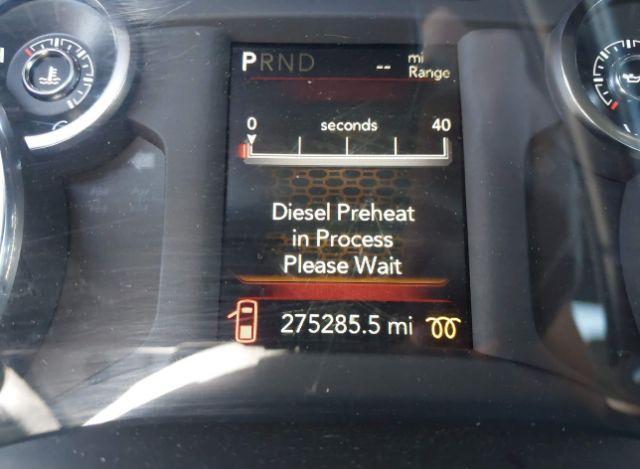 PRND
-- mi
Range
0 seconds 40
Diesel Preheat
in Process
Please Wait
275285.5 mi